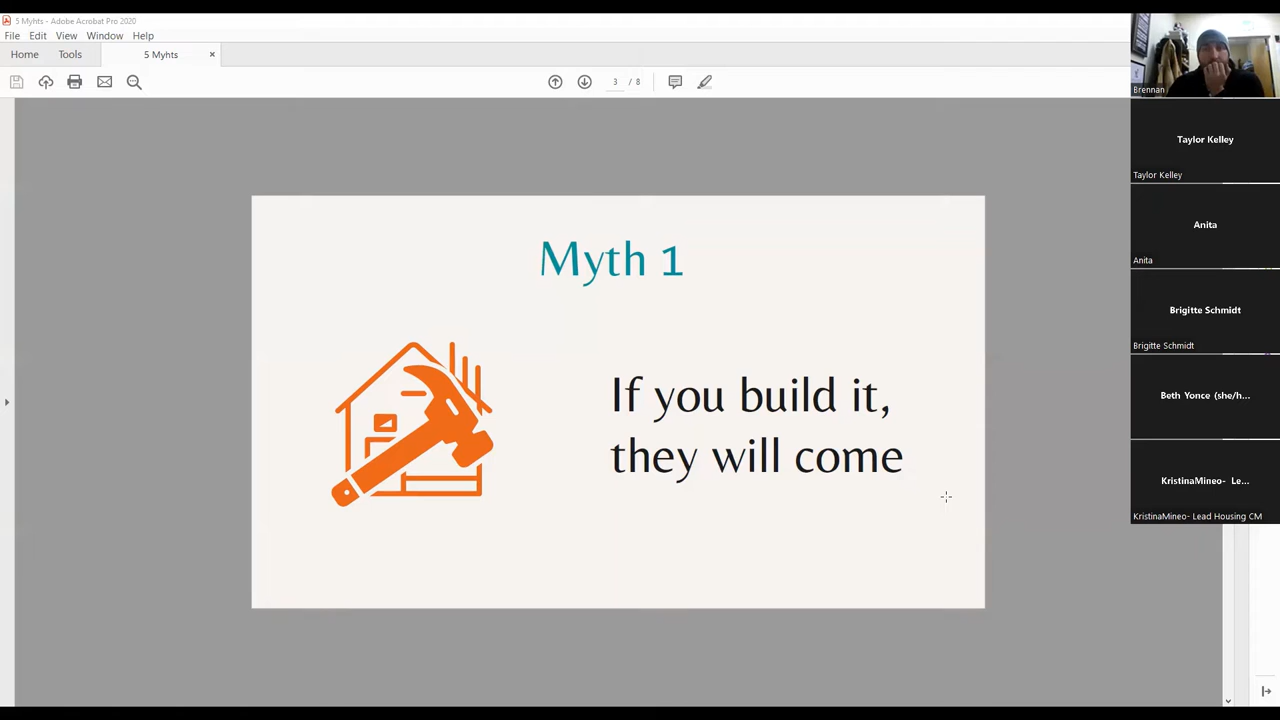 5 Myhts - Adobe Acrobat Pro 2020
File Edit View Window Help
Home Tools 5 Myhts
3 / 8
Brennan
Taylor Kelley
Taylor Kelley
Anita
Anita
Brigitte Schmidt
Brigitte Schmidt
Beth Yonce (she/h...
KristinaMineo- Le...
KristinaMineo- Lead Housing CM
Myth 1
If you build it,
they will come